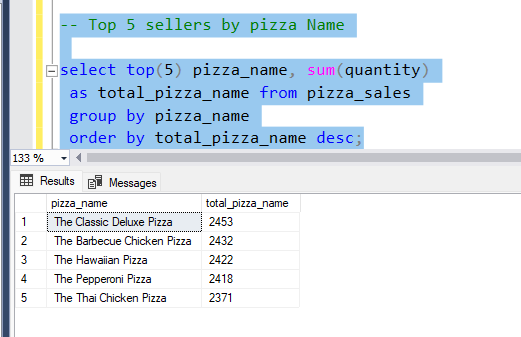 -- Top 5 sellers by pizza Name
select top(5) pizza_name, sum(quantity)
as total_pizza_name from pizza_sales
group by pizza_name
order by total_pizza_name desc;
133 %
Results Messages
pizza_name total_pizza_name
1 The Classic Deluxe Pizza 2453
2 The Barbecue Chicken Pizza 2432
3 The Hawaiian Pizza 2422
4 The Pepperoni Pizza 2418
5 The Thai Chicken Pizza 2371